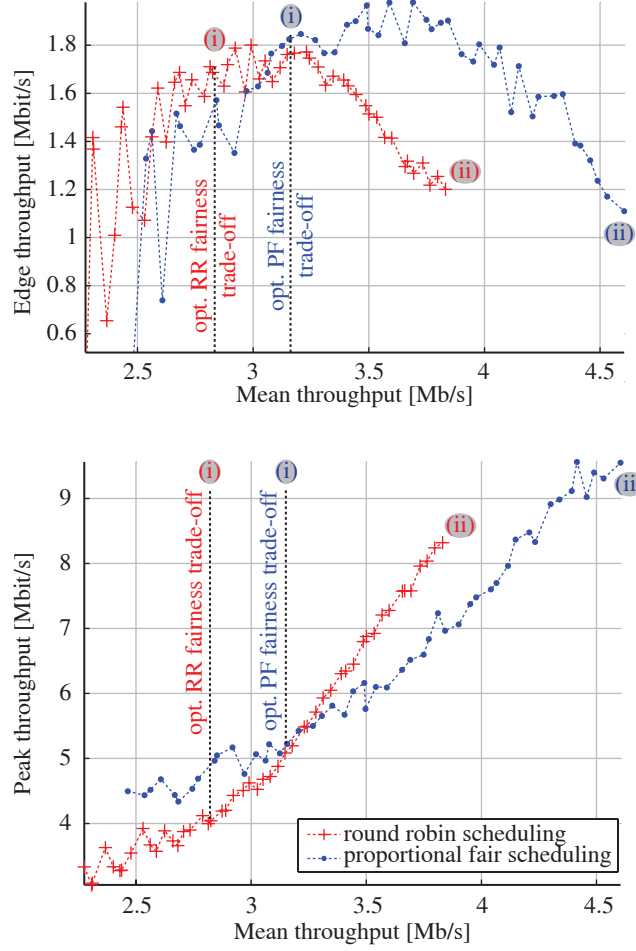 1.8
1.6
1.4
1.2
1
0.8
0.6
Edge throughput [Mbit/s]
(i)
(i)
(ii)
(ii)
opt. RR fairness
trade-off
opt. PF fairness
trade-off
2.5 3 3.5 4 4.5
Mean throughput [Mb/s]
9
8
7
6
5
4
Peak throughput [Mbit/s]
(i)
(i)
(ii)
(ii
opt. RR fairness trade-off
opt. PF fairness trade-off
round robin scheduling
proportional fair scheduling
2.5 3 3.5 4 4.5
Mean throughput [Mb/s]